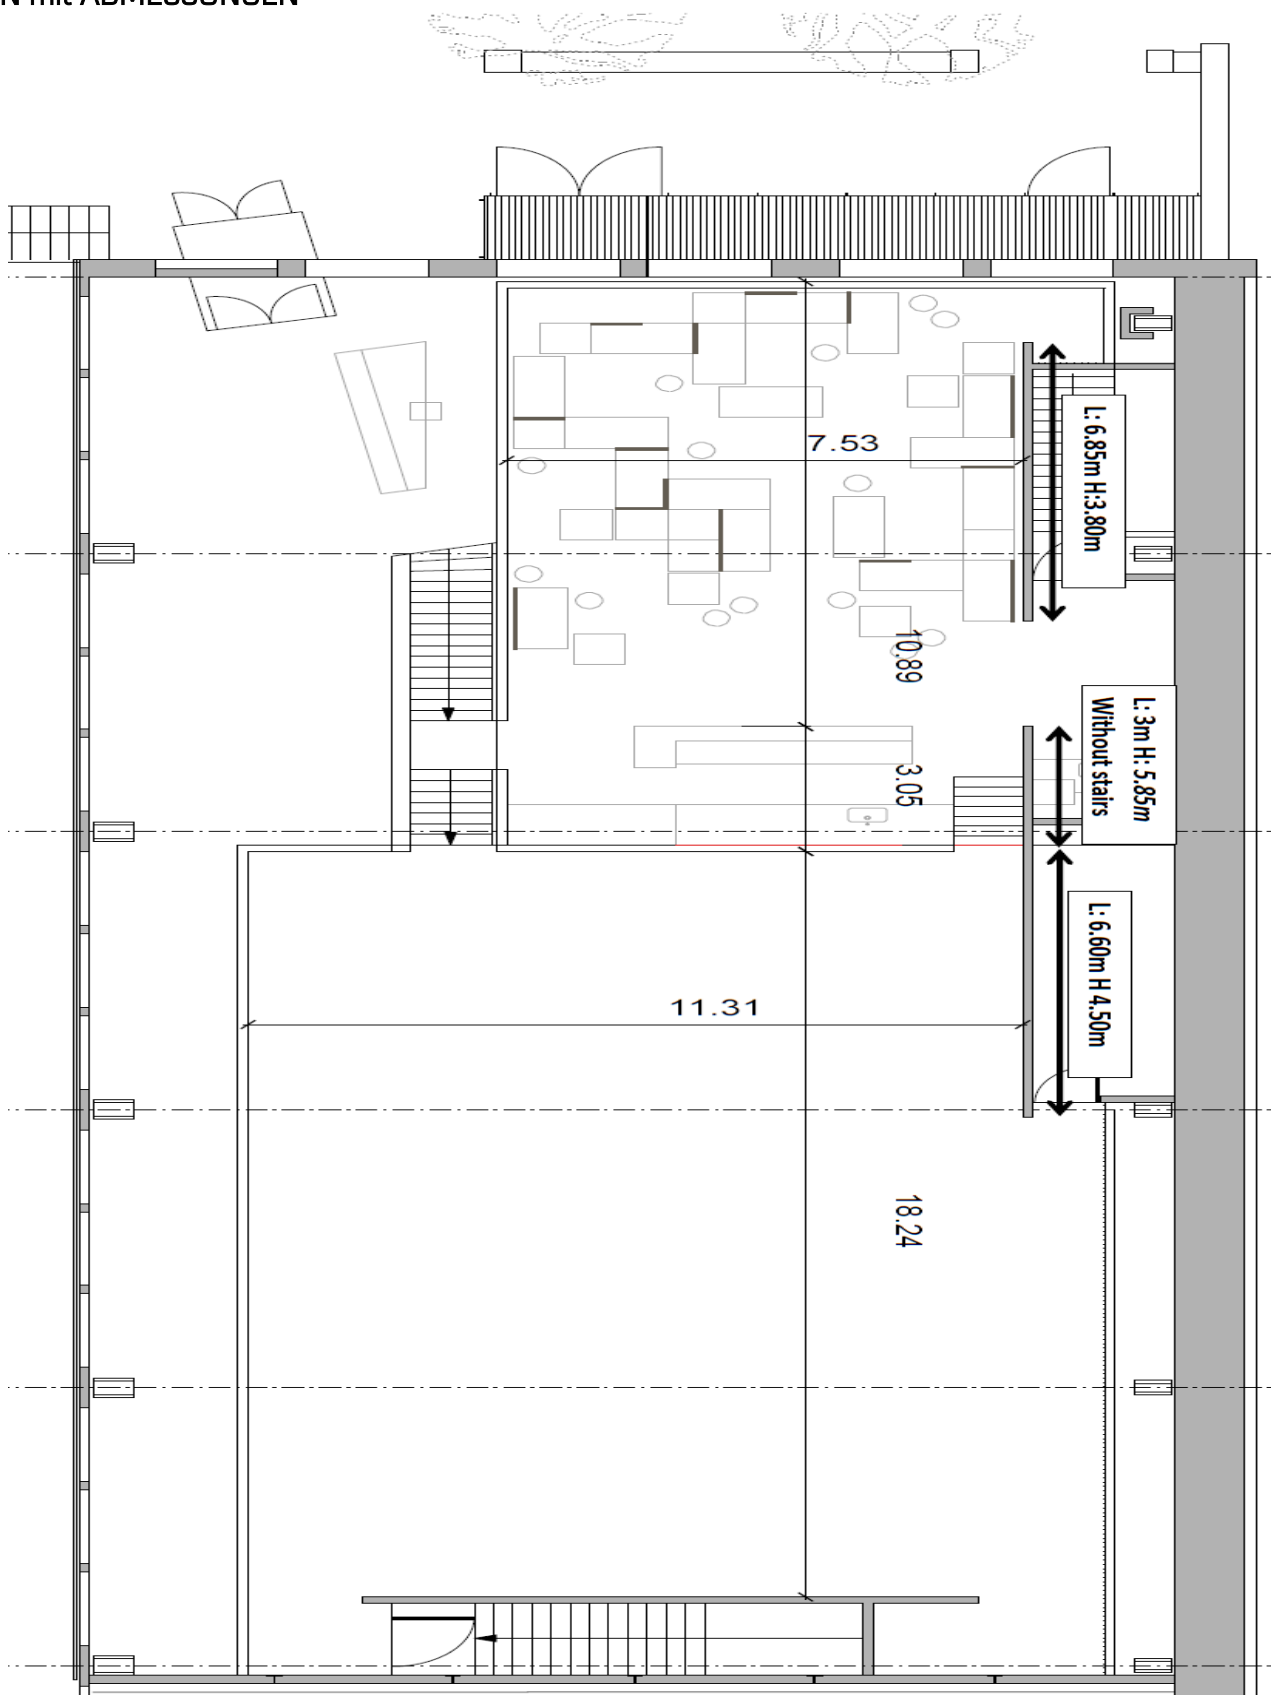 N mit ABMESSUNGEN
7.53
L: 6.85m H:3.80m
10.89
L: 3m H: 5.85m
Without stairs
3.05
L: 6.60m H 4.50m
11.31
18.24